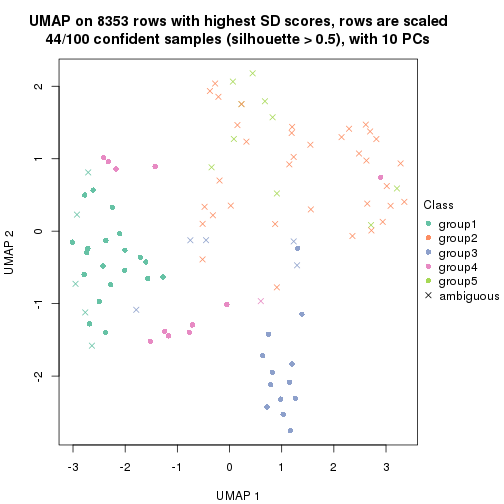 UMAP on 8353 rows with highest SD scores, rows are scaled
44/100 confident samples (silhouette > 0.5), with 10 PCs
2
1
0
-1
-2
UMAP 2
-3
-2
-1
0
1
2
3
UMAP 1
Class
group1
group2
group3
group4
group5
ambiguous